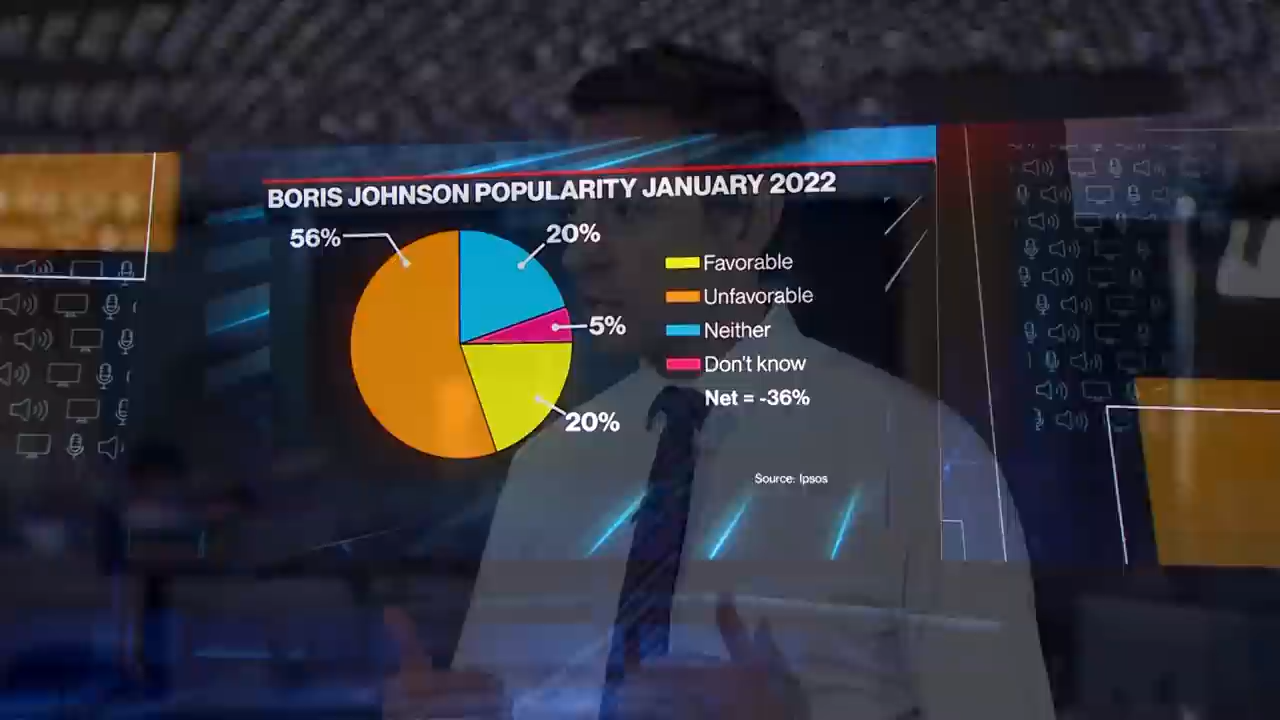 BORIS JOHNSON POPULARITY JANUARY 2022
56%
20%
5%
20%
Favorable
Unfavorable
Neither
Don't know
Net = -36%
Source: Ipsos